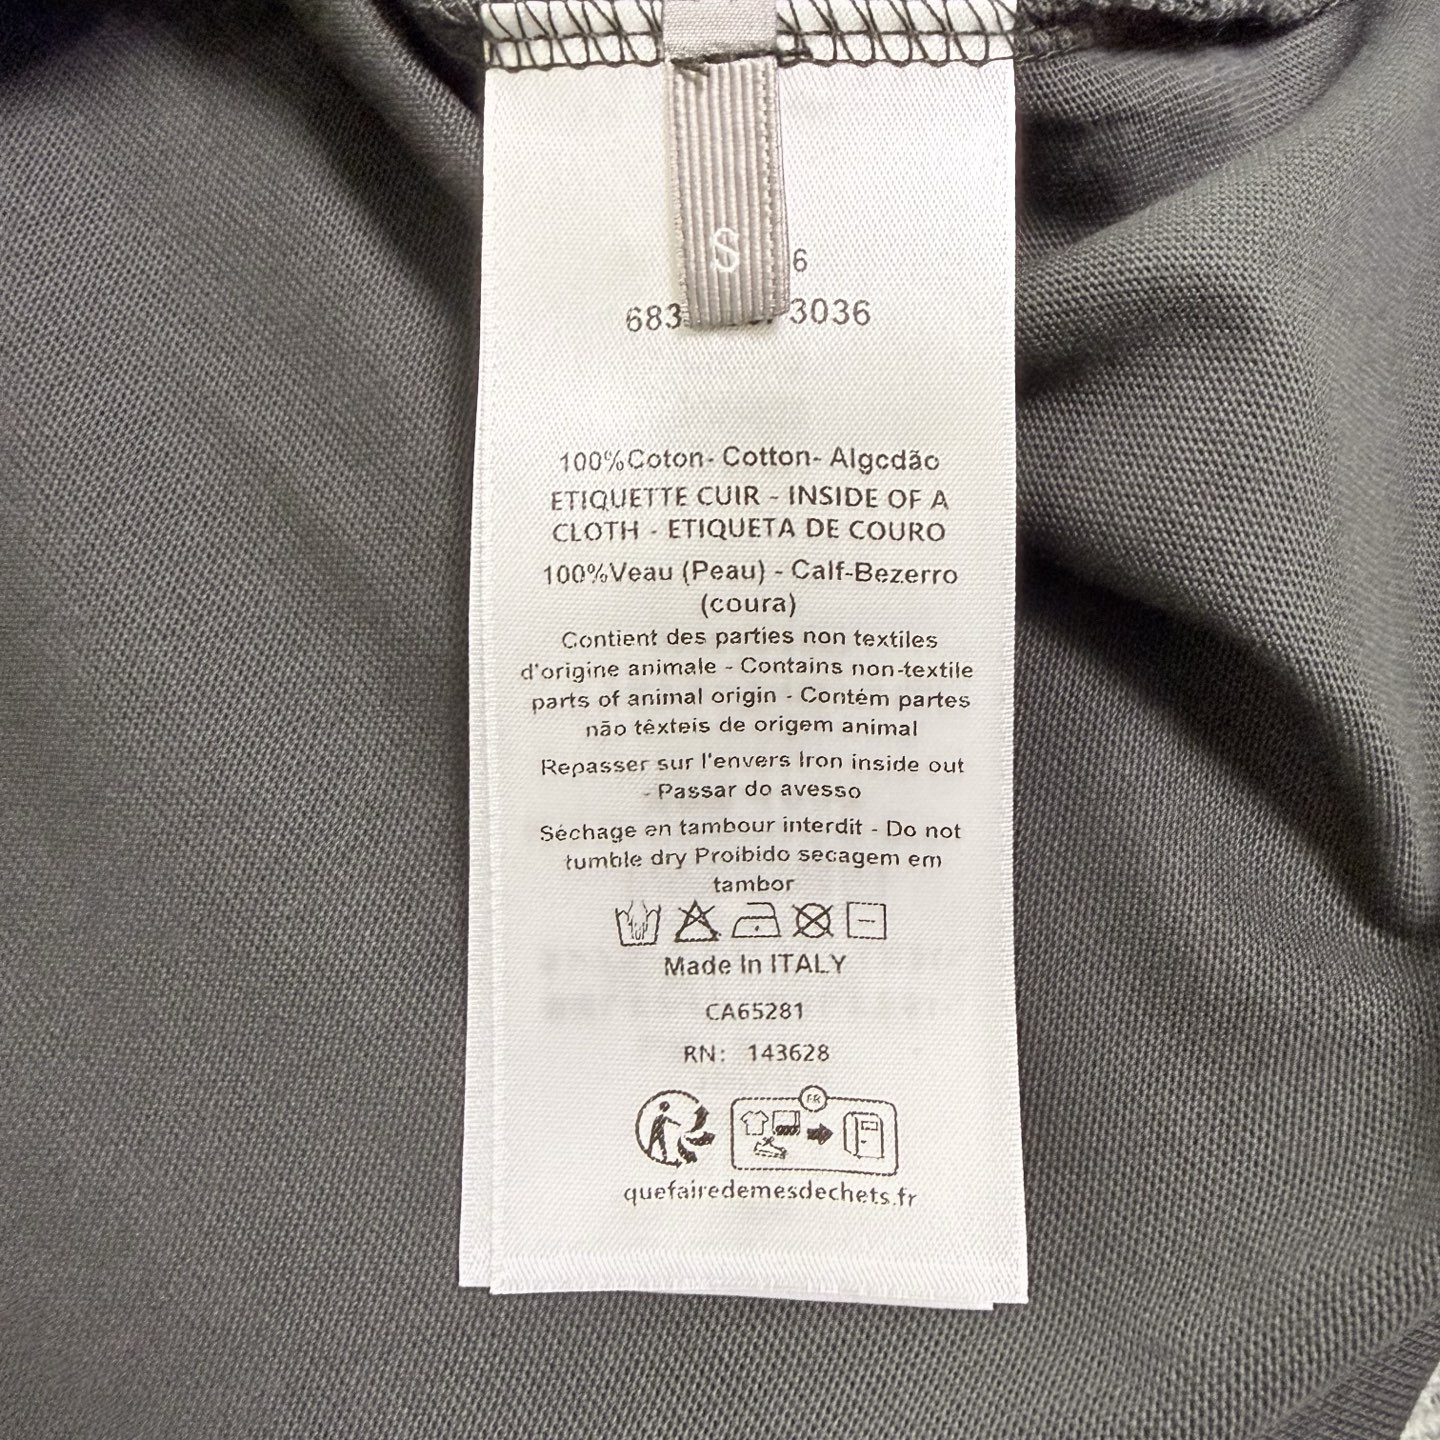 S
6
683 3036
100%Coton- Cotton- Algcdão
ETIQUETTE CUIR - INSIDE OF A
CLOTH - ETIQUETA DE COURO
100%Veau (Peau) - Calf-Bezerro
(coura)
Contient des parties non textiles
d'origine animale - Contains non-textile
parts of animal origin - Contém partes
não têxteis de origem animal
Repasser sur l'envers Iron inside out
- Passar do avesso
Séchage en tambour interdit - Do not
tumble dry Proibido secagem em
tambor
Made In ITALY
CA65281
RN: 143628
FR
quefairedemesdechets.fr